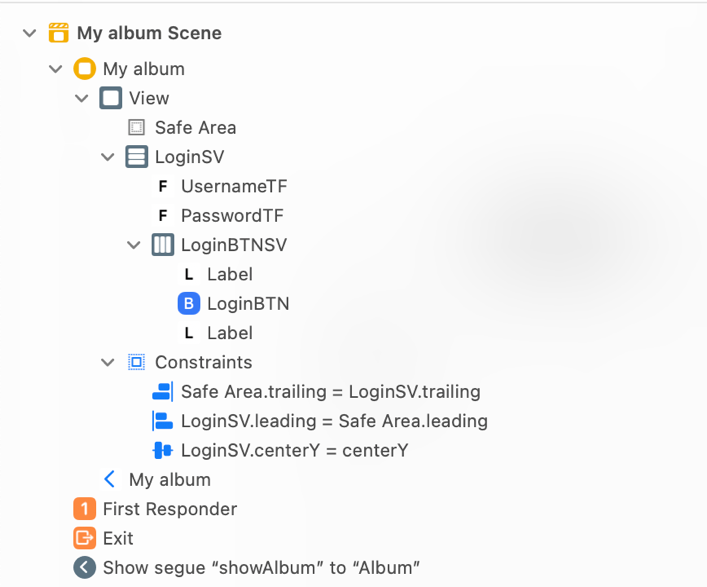 My album Scene
My album
View
Safe Area
LoginSV
F UsernameTF
F PasswordTF
LoginBTNSV
L Label
B LoginBTN
L Label
Constraints
Safe Area.trailing = LoginSV.trailing
LoginSV.leading = Safe Area.leading
LoginSV.centerY = centerY
My album
1 First Responder
Exit
Show segue “showAlbum” to “Album”